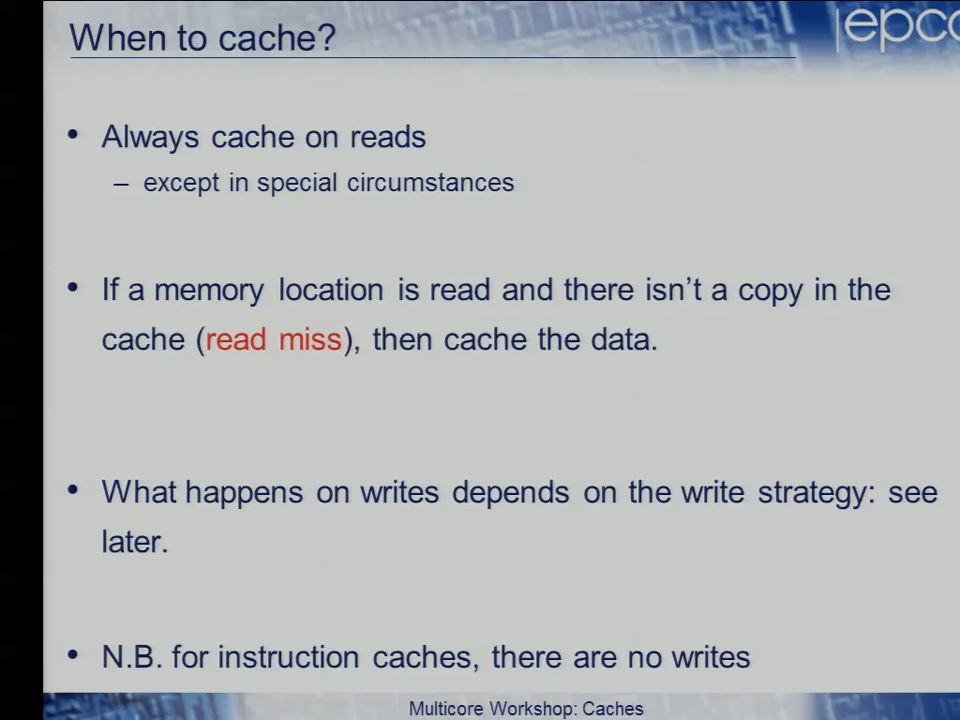 When to cache?
|epcc
• Always cache on reads
– except in special circumstances
• If a memory location is read and there isn't a copy in the
cache (read miss), then cache the data.
• What happens on writes depends on the write strategy: see
later.
• N.B. for instruction caches, there are no writes
Multicore Workshop: Caches